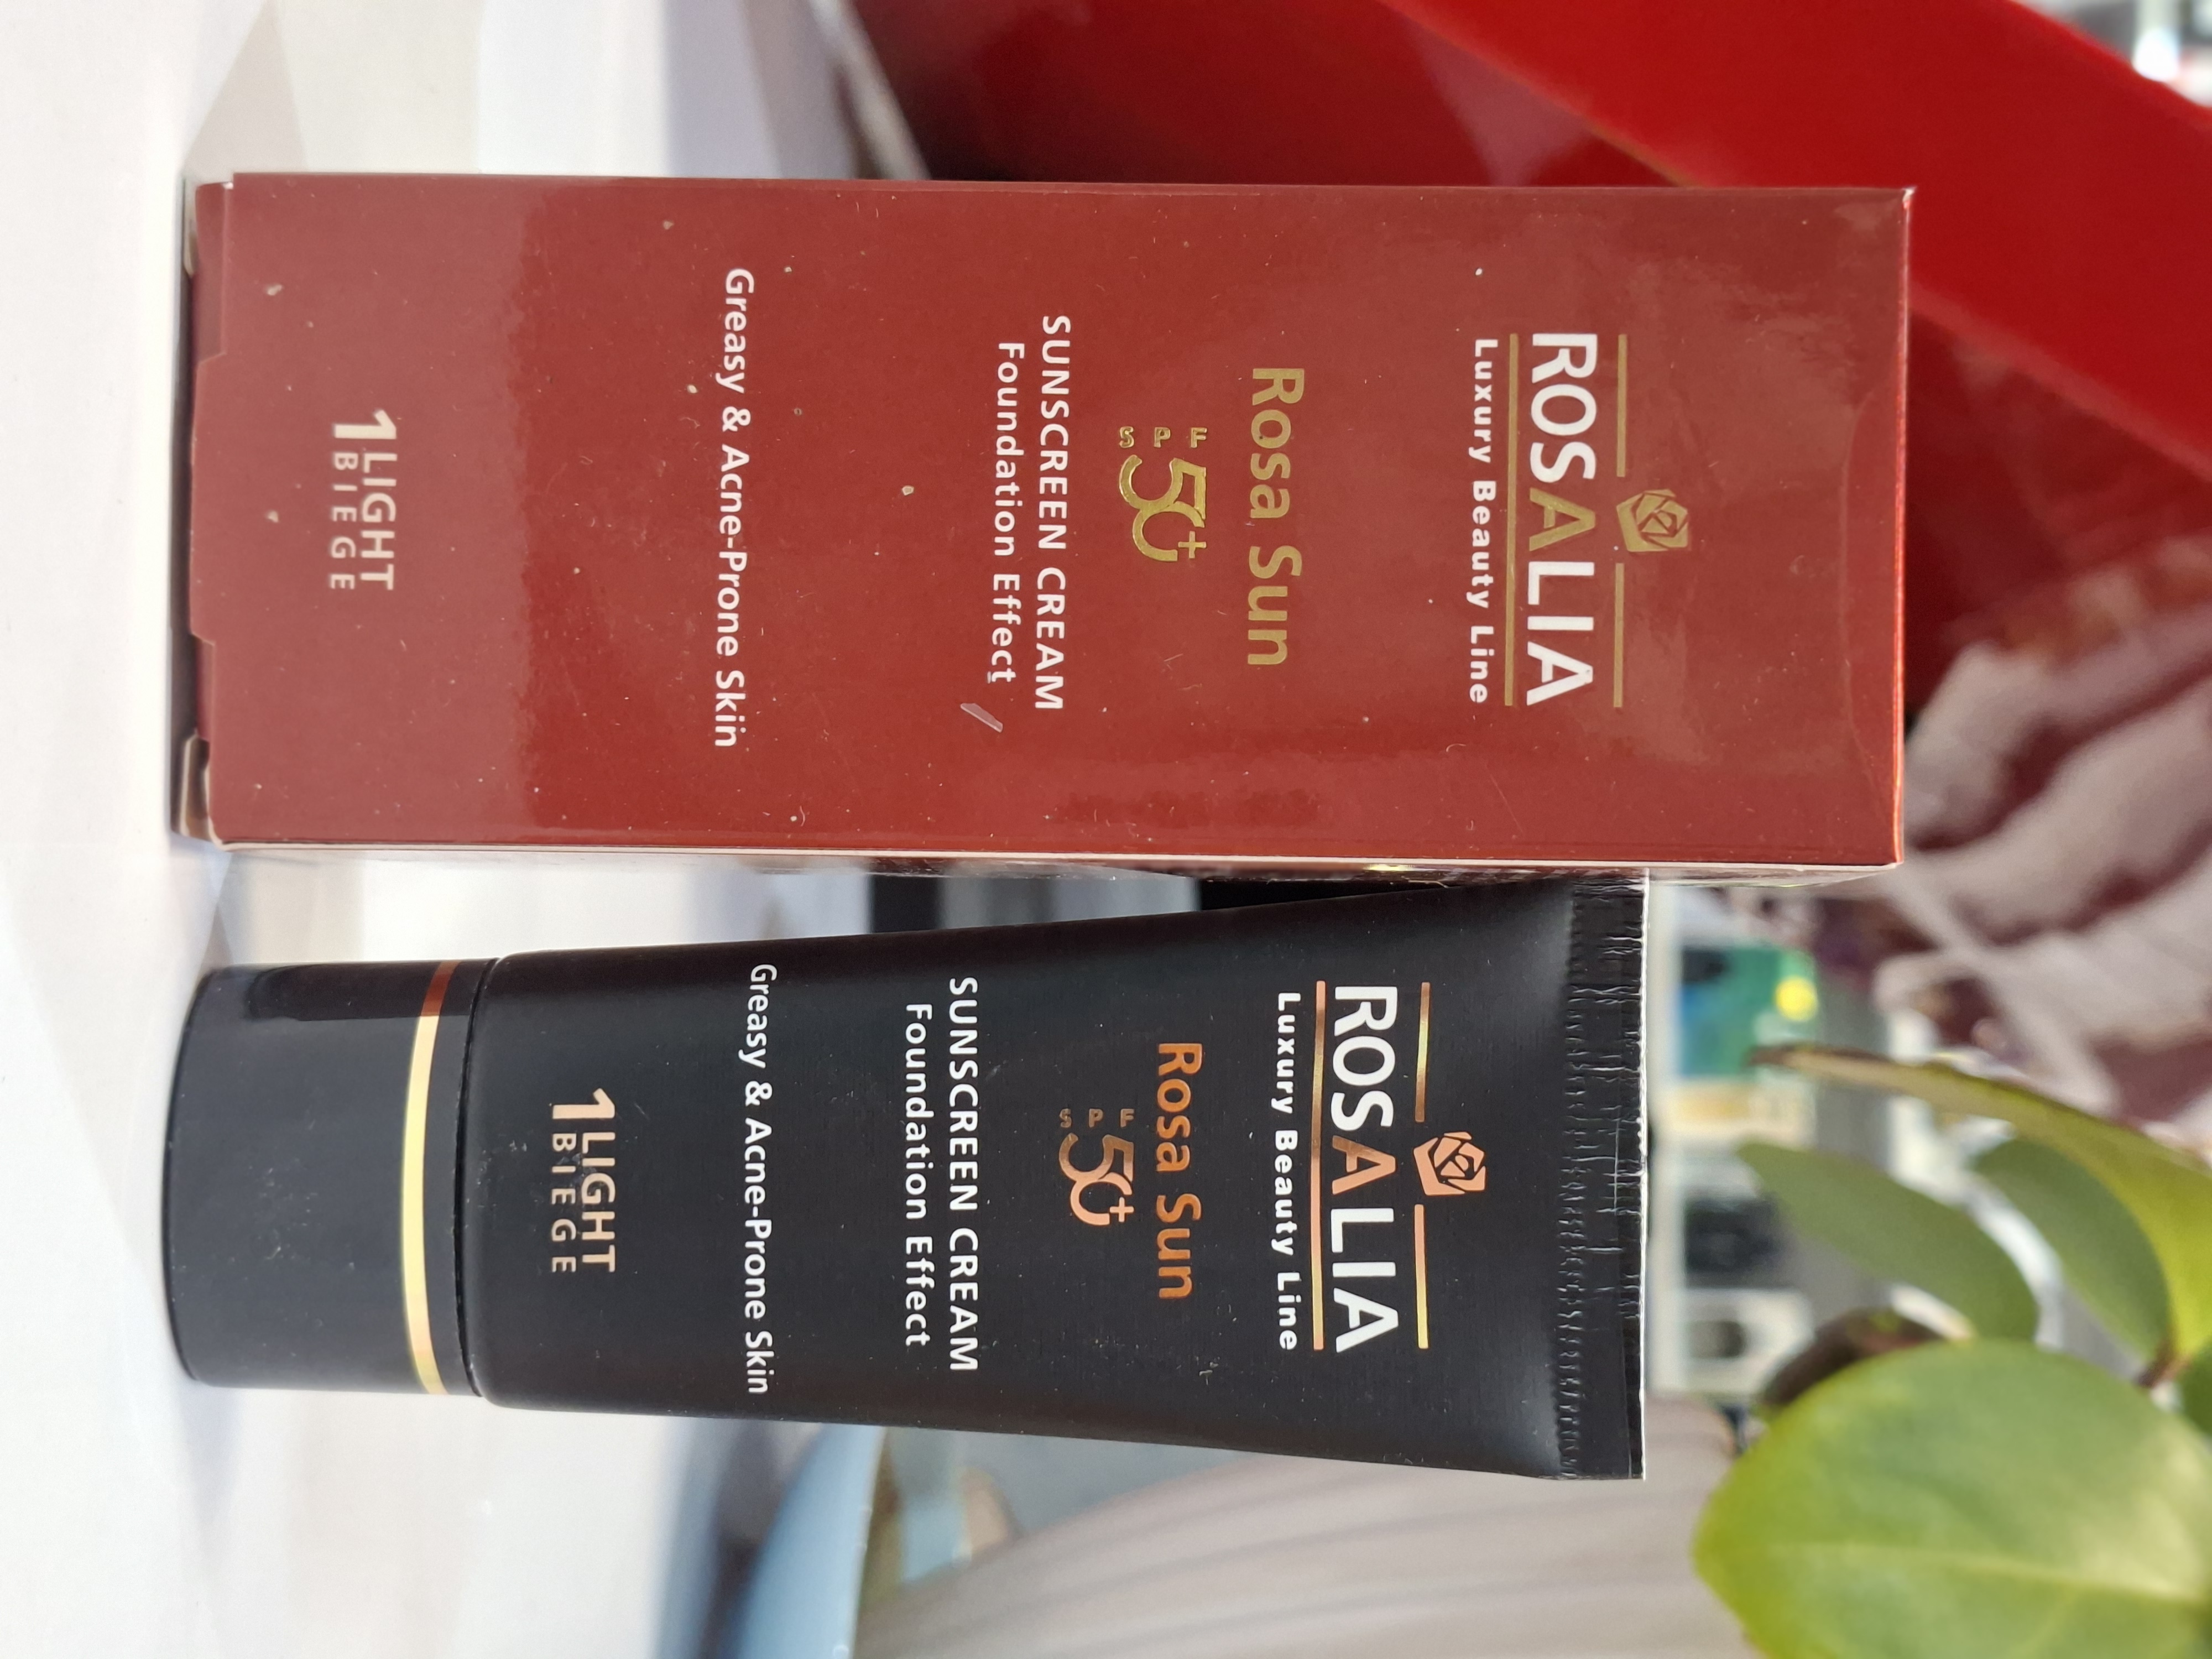 ROSALIA
Luxury Beauty Line
Rosa Sun
SPF
50+
SUNSCREEN CREAM
Foundation Effect
Greasy & Acne-Prone Skin
1 LIGHT
BIEGE
ROSALIA
Luxury Beauty Line
Rosa Sun
SPF
50+
SUNSCREEN CREAM
Foundation Effect
Greasy & Acne-Prone Skin
1 LIGHT
BIEGE